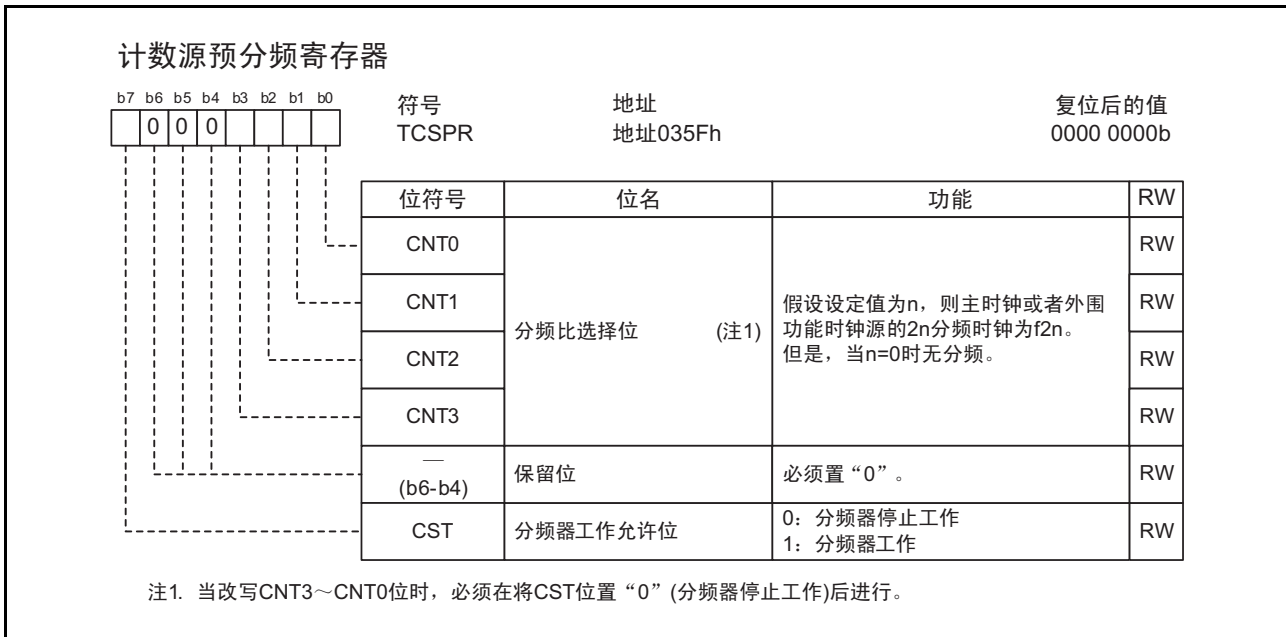 计数源预分频寄存器
b7 b6 b5 b4 b3 b2 b1 b0
0 0 0
符号 地址 复位后的值
TCSPR 地址035Fh 0000 0000b
位符号 位名 功能 RW
CNT0 RW
CNT1 RW
CNT2 RW
CNT3 RW
分频比选择位 (注1)
假设设定值为n，则主时钟或者外围
功能时钟源的2n分频时钟为f2n。
但是，当n=0时无分频。
—
(b6-b4) 保留位 必须置“0”。 RW
CST 分频器工作允许位 0：分频器停止工作
1：分频器工作 RW
注1. 当改写CNT3～CNT0位时，必须在将CST位置“0”(分频器停止工作)后进行。